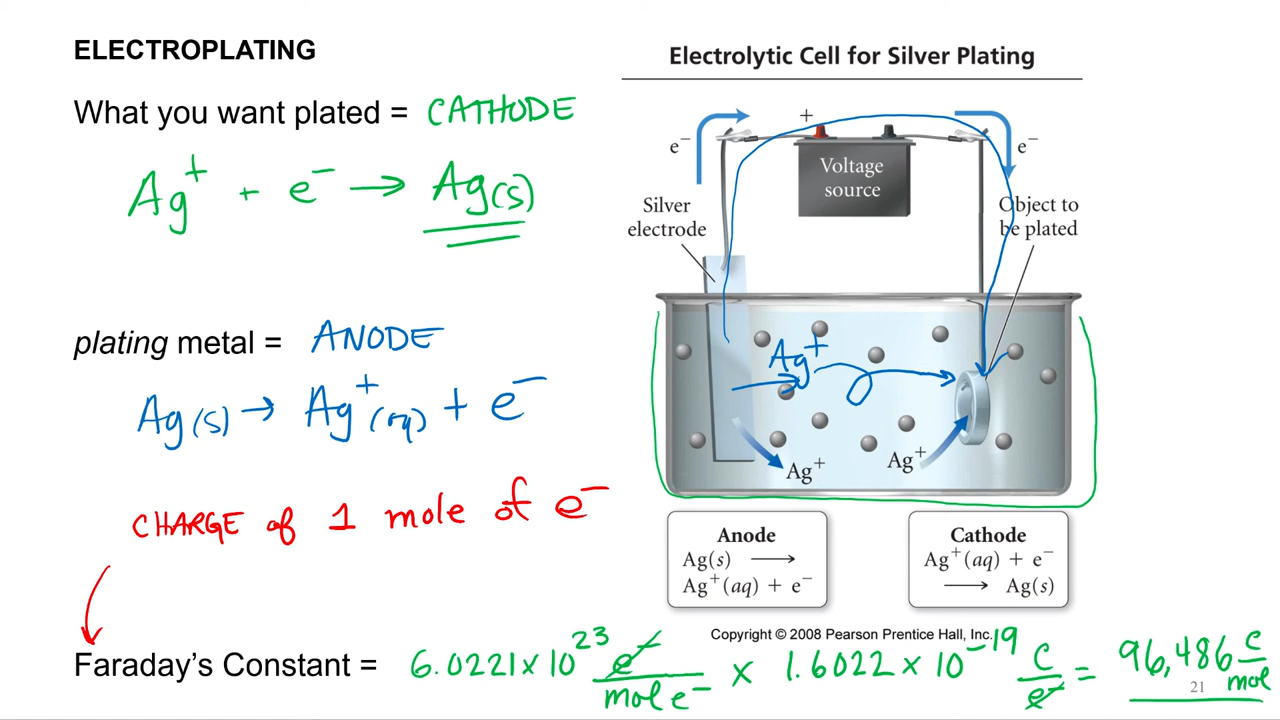 ELECTROPLATING
What you want plated = CATHODE
Ag⁺ + e⁻ → Ag(s)
plating metal = ANODE
Ag(s) → Ag⁺(aq) + e⁻
CHARGE of 1 mole of e⁻
Faraday's Constant = 6.0221 x 10²³ e⁻/mol e⁻ x 1.6022 x 10⁻¹⁹ C/e⁻ = 96,486 C/mol
Electrolytic Cell for Silver Plating
+
e⁻
e⁻
Voltage
source
Silver
electrode
Object to
be plated
Ag⁺
Ag⁺
Ag⁺
Anode
Ag(s) ⟶
Ag⁺(aq) + e⁻
Cathode
Ag⁺(aq) + e⁻
⟶ Ag(s)
Copyright © 2008 Pearson Prentice Hall, Inc.
21